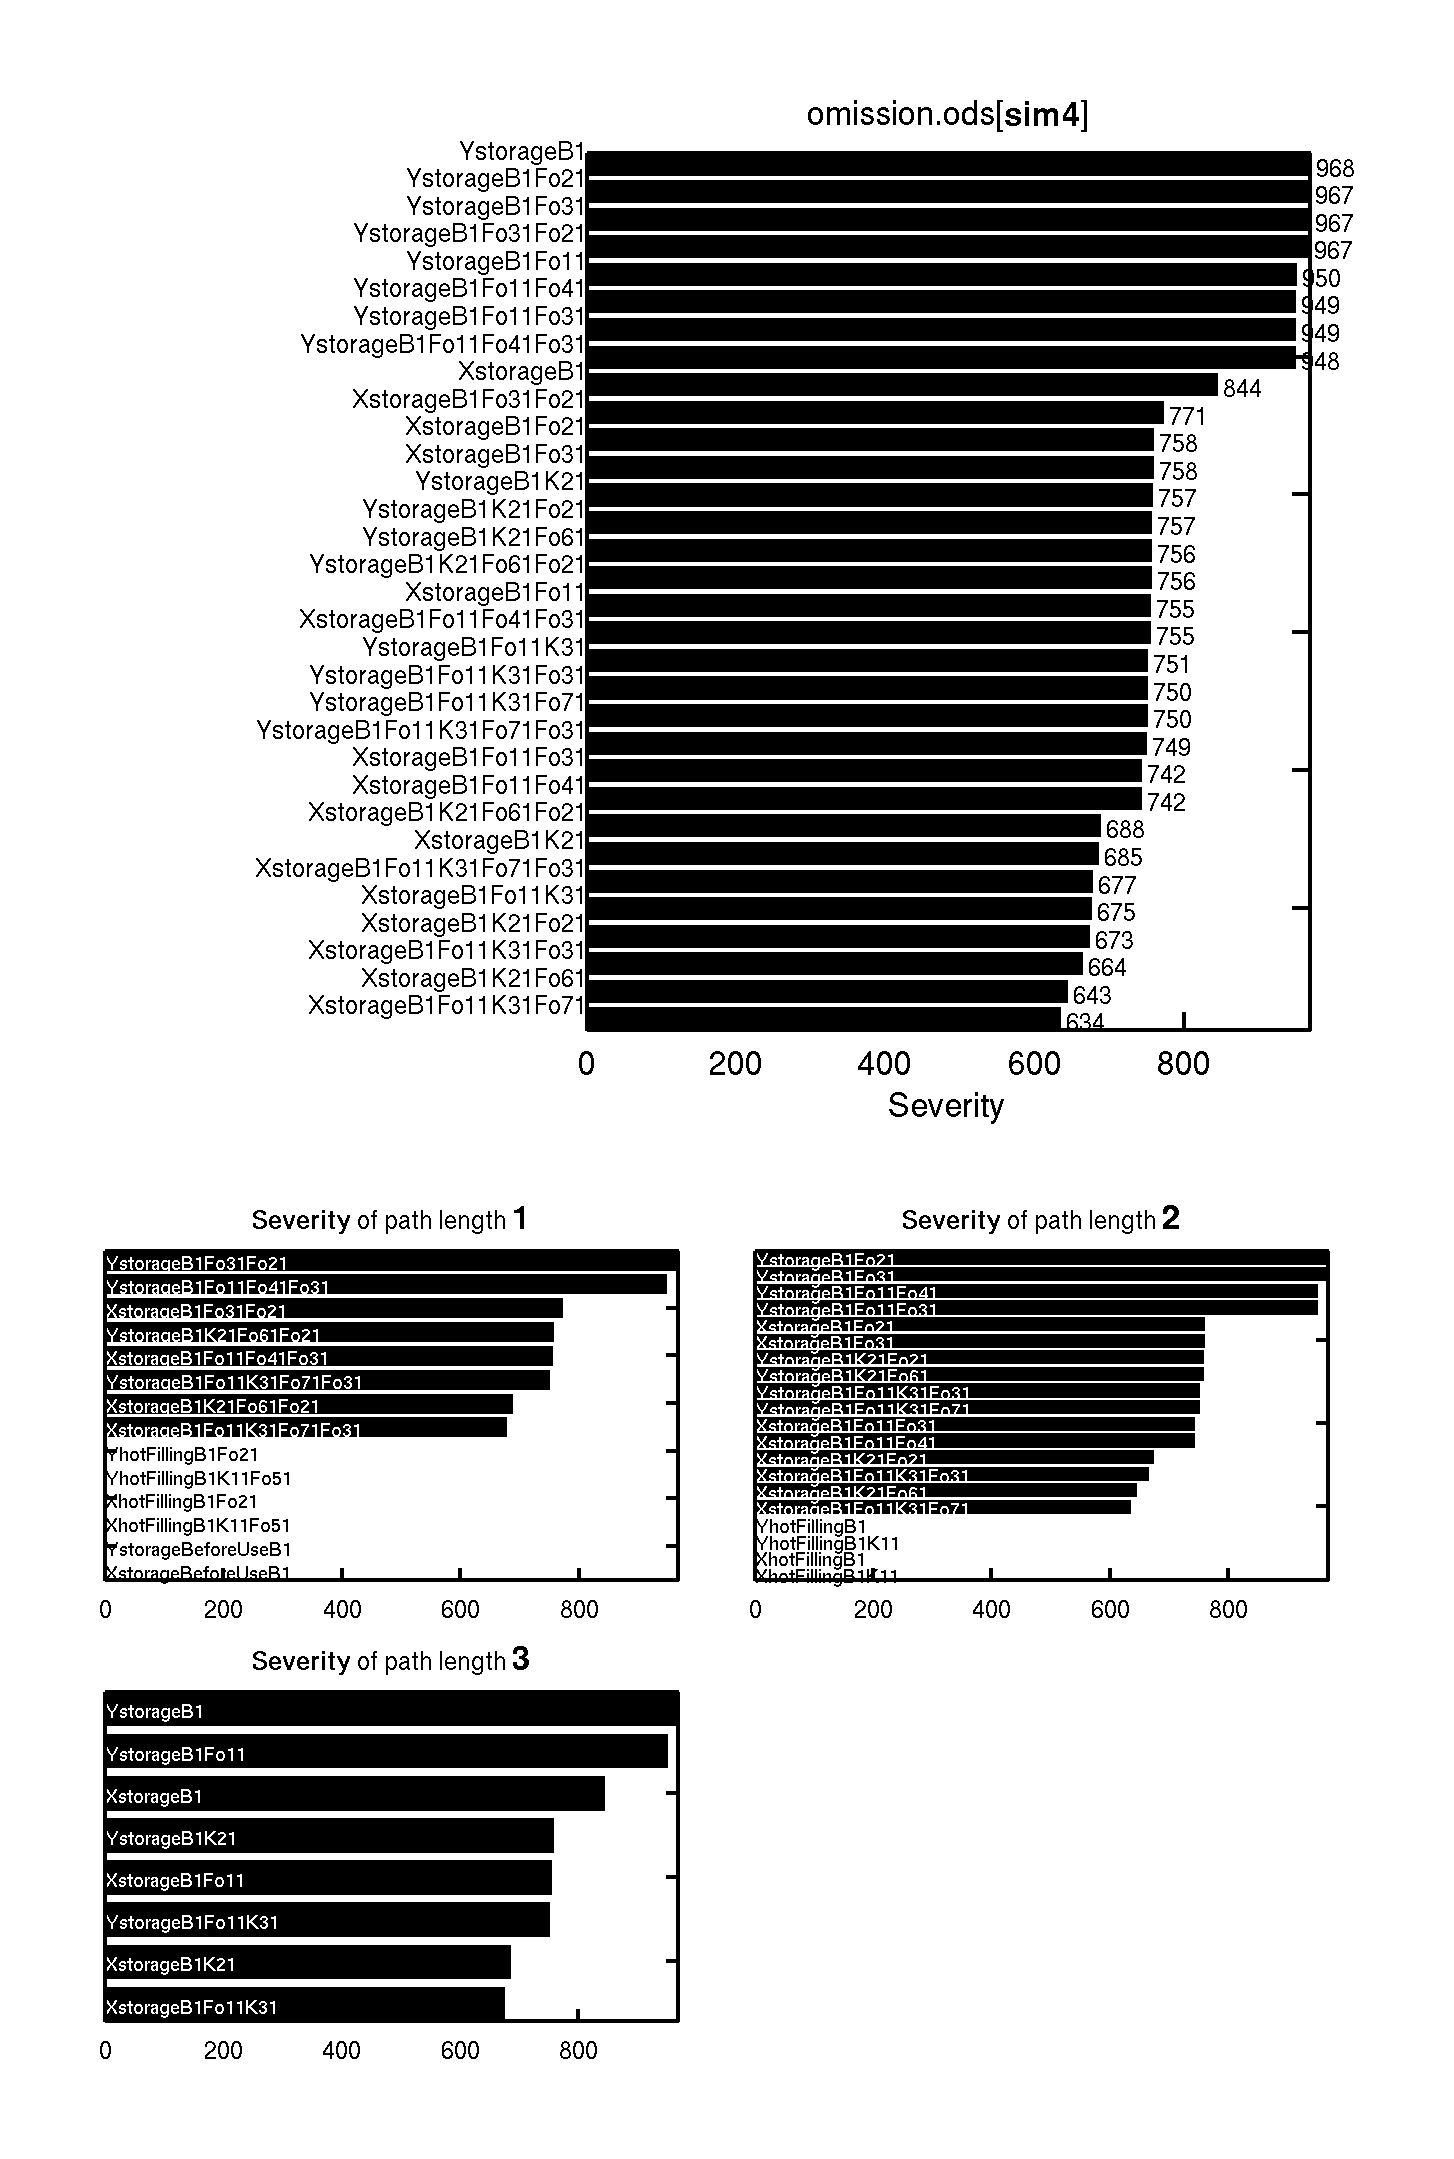 omission.ods[sim4]
YstorageB1
968
YstorageB1Fo21
967
YstorageB1Fo31
967
YstorageB1Fo31Fo21
967
YstorageB1Fo11
950
YstorageB1Fo11Fo41
949
YstorageB1Fo11Fo31
949
YstorageB1Fo11Fo41Fo31
948
XstorageB1
844
XstorageB1Fo31Fo21
771
XstorageB1Fo21
758
XstorageB1Fo31
758
YstorageB1K21
757
YstorageB1K21Fo21
757
YstorageB1K21Fo61
756
YstorageB1K21Fo61Fo21
756
XstorageB1Fo11
755
XstorageB1Fo11Fo41Fo31
755
YstorageB1Fo11K31
751
YstorageB1Fo11K31Fo31
750
YstorageB1Fo11K31Fo71
750
YstorageB1Fo11K31Fo71Fo31
749
XstorageB1Fo11Fo31
742
XstorageB1Fo11Fo41
742
XstorageB1K21Fo61Fo21
688
XstorageB1K21
685
XstorageB1Fo11K31Fo71Fo31
677
XstorageB1Fo11K31
675
XstorageB1K21Fo21
673
XstorageB1Fo11K31Fo31
664
XstorageB1K21Fo61
643
XstorageB1Fo11K31Fo71
634
0 200 400 600 800
Severity
Severity of path length 1
YstorageB1Fo31Fo21
YstorageB1Fo11Fo41Fo31
XstorageB1Fo31Fo21
YstorageB1K21Fo61Fo21
XstorageB1Fo11Fo41Fo31
YstorageB1Fo11K31Fo71Fo31
XstorageB1K21Fo61Fo21
XstorageB1Fo11K31Fo71Fo31
YhotFillingB1Fo21
YhotFillingB1K11Fo51
XhotFillingB1Fo21
XhotFillingB1K11Fo51
YstorageBeforeUseB1
XstorageBeforeUseB1
0 200 400 600 800
Severity of path length 2
YstorageB1Fo21
YstorageB1Fo31
YstorageB1Fo11Fo41
YstorageB1Fo11Fo31
XstorageB1Fo21
XstorageB1Fo31
YstorageB1K21Fo21
YstorageB1K21Fo61
YstorageB1Fo11K31Fo31
YstorageB1Fo11K31Fo71
XstorageB1Fo11Fo31
XstorageB1Fo11Fo41
XstorageB1K21Fo21
XstorageB1Fo11K31Fo31
XstorageB1K21Fo61
XstorageB1Fo11K31Fo71
YhotFillingB1
YhotFillingB1K11
XhotFillingB1
XhotFillingB1K11
0 200 400 600 800
Severity of path length 3
YstorageB1
YstorageB1Fo11
XstorageB1
YstorageB1K21
XstorageB1Fo11
YstorageB1Fo11K31
XstorageB1K21
XstorageB1Fo11K31
0 200 400 600 800